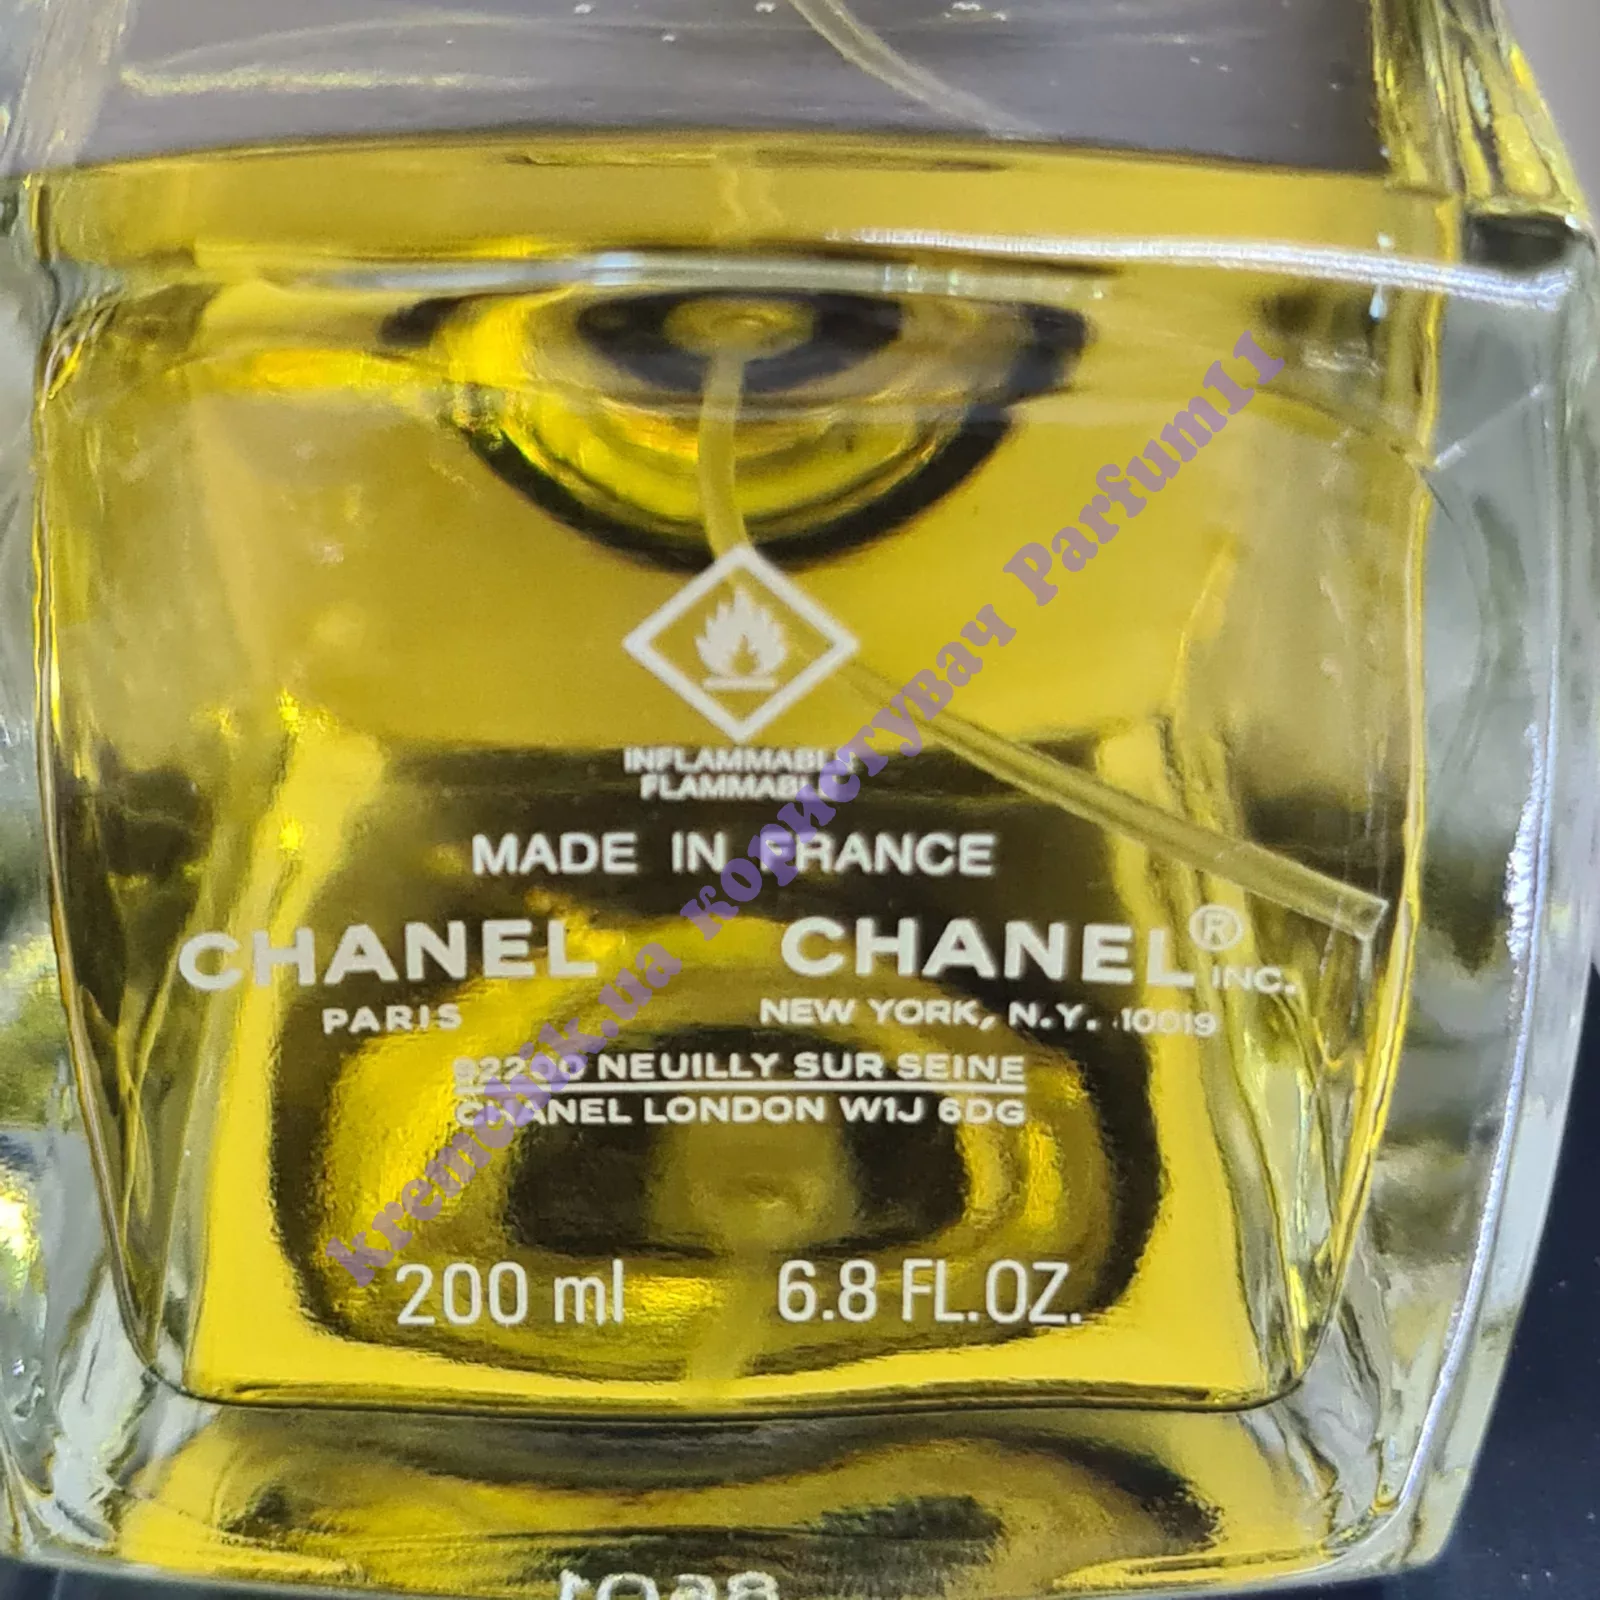 INFLAMMABLE
FLAMMABLE
MADE IN FRANCE
CHANEL CHANEL® INC.
PARIS NEW YORK, N.Y. 10019
92200 NEUILLY SUR SEINE
CHANEL LONDON W1J 6DG
200 ml 6.8 FL.OZ.
kremchik.ua користувач Parfum11